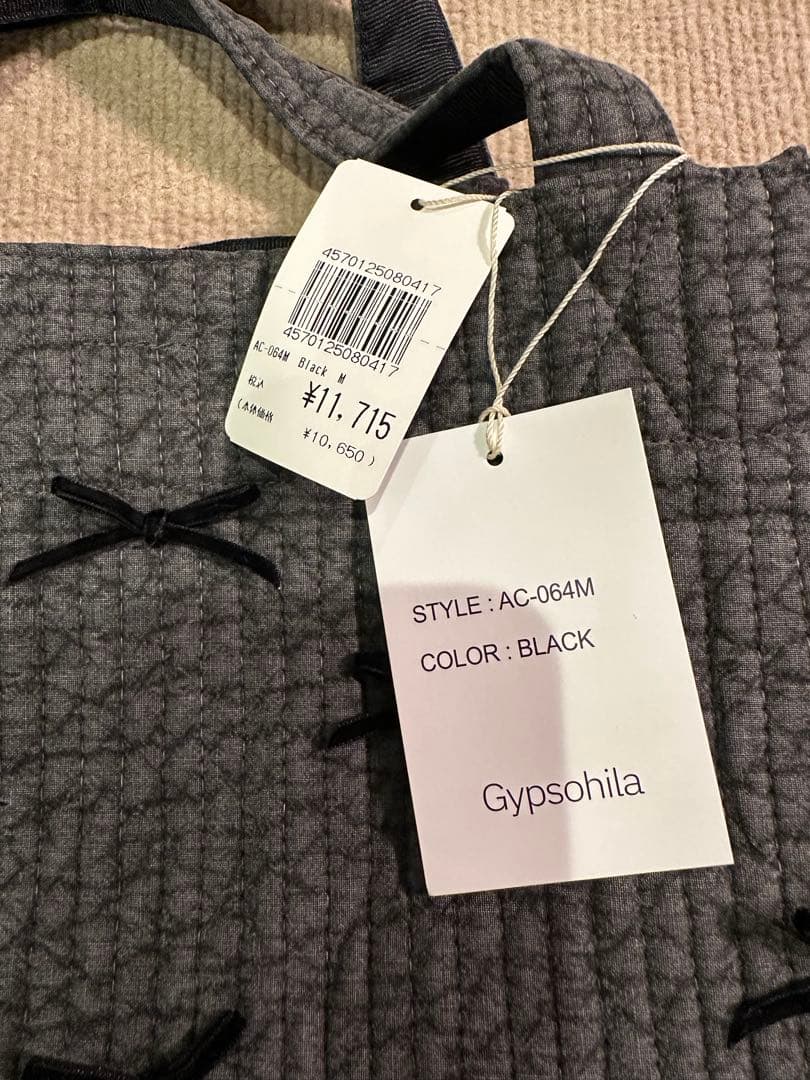 4570125080417
4570125080417
AC-064M Black M
税込 ¥11,715
(本体価格 ¥10,650)
STYLE : AC-064M
COLOR : BLACK
Gypsohila